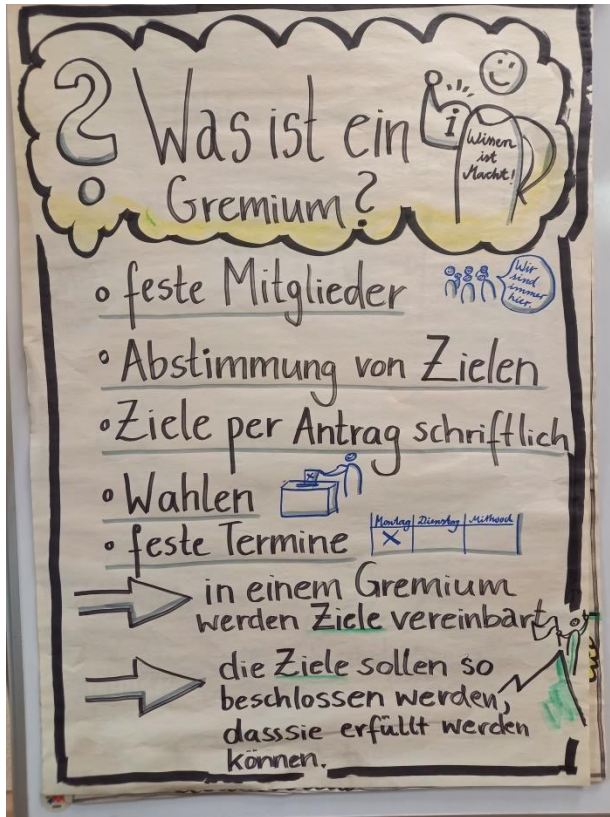 ? Was ist ein
Gremium?
i
Wissen
ist
Macht!
o feste Mitglieder
Wir
sind
immer
hier
o Abstimmung von Zielen
o Ziele per Antrag schriftlich
o Wahlen
x
o feste Termine
Montag Dienstag Mittwoch
x
in einem Gremium
werden Ziele vereinbart
die Ziele sollen so
beschlossen werden,
dasssie erfüllt werden
können.